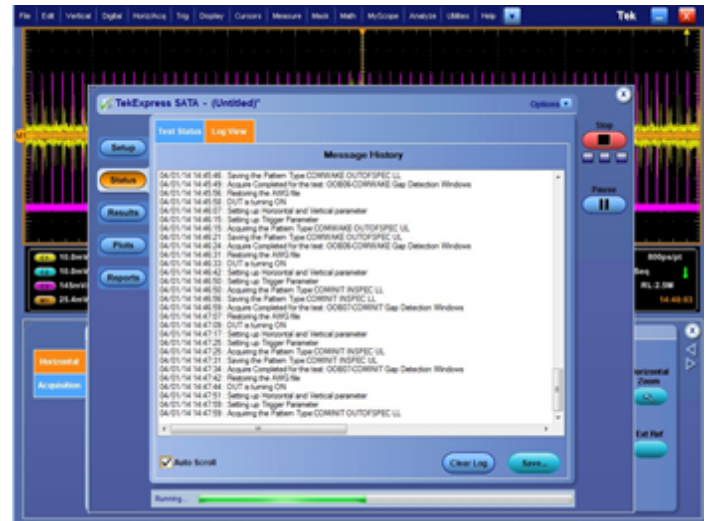 File Edit Vertical Digital Horiz/Acq Trig Display Cursors Measure Mask Math MyScope Analyze Utilities Help Tek
TekExpress SATA - (Untitled)* Options
Test Status Log View
Stop
Message History
Setup
Status
Results
Plots
Reports
Pause
04/01/14 14:45:46 : Saving the Pattern Type COMWAKE OUTOFSPEC LL
04/01/14 14:45:49 : Acquire Completed for the test: OOB06-COMWAKE Gap Detection Windows
04/01/14 14:45:56 : Restoring the AWG file
04/01/14 14:45:58 : DUT is turning ON
04/01/14 14:46:07 : Setting up Horizontal and Vertical parameter
04/01/14 14:46:15 : Setting up Trigger Parameter
04/01/14 14:46:15 : Acquiring the Pattern Type COMWAKE OUTOFSPEC UL
04/01/14 14:46:21 : Saving the Pattern Type COMWAKE OUTOFSPEC UL
04/01/14 14:46:24 : Acquire Completed for the test: OOB06-COMWAKE Gap Detection Windows
04/01/14 14:46:31 : Restoring the AWG file
04/01/14 14:46:33 : DUT is turning ON
04/01/14 14:46:42 : Setting up Horizontal and Vertical parameter
04/01/14 14:46:50 : Setting up Trigger Parameter
04/01/14 14:46:50 : Acquiring the Pattern Type COMINIT INSPEC LL
04/01/14 14:46:56 : Saving the Pattern Type COMINIT INSPEC LL
04/01/14 14:46:59 : Acquire Completed for the test: OOB07-COMINIT Gap Detection Windows
04/01/14 14:47:07 : Restoring the AWG file
04/01/14 14:47:09 : DUT is turning ON
04/01/14 14:47:17 : Setting up Horizontal and Vertical parameter
04/01/14 14:47:25 : Setting up Trigger Parameter
04/01/14 14:47:25 : Acquiring the Pattern Type COMINIT INSPEC UL
04/01/14 14:47:31 : Saving the Pattern Type COMINIT INSPEC UL
04/01/14 14:47:34 : Acquire Completed for the test: OOB07-COMINIT Gap Detection Windows
04/01/14 14:47:42 : Restoring the AWG file
04/01/14 14:47:44 : DUT is turning ON
04/01/14 14:47:51 : Setting up Horizontal and Vertical parameter
04/01/14 14:47:59 : Setting up Trigger Parameter
04/01/14 14:47:59 : Acquiring the Pattern Type COMINIT OUTOFSPEC LL
10.0mV 800ps/pt
10.0mV
145mV RL:2.5M
25.4mV 14:48:03
Horizontal
Acquisition
Zoom
Ext Ref
Auto Scroll Clear Log Save...
Running...